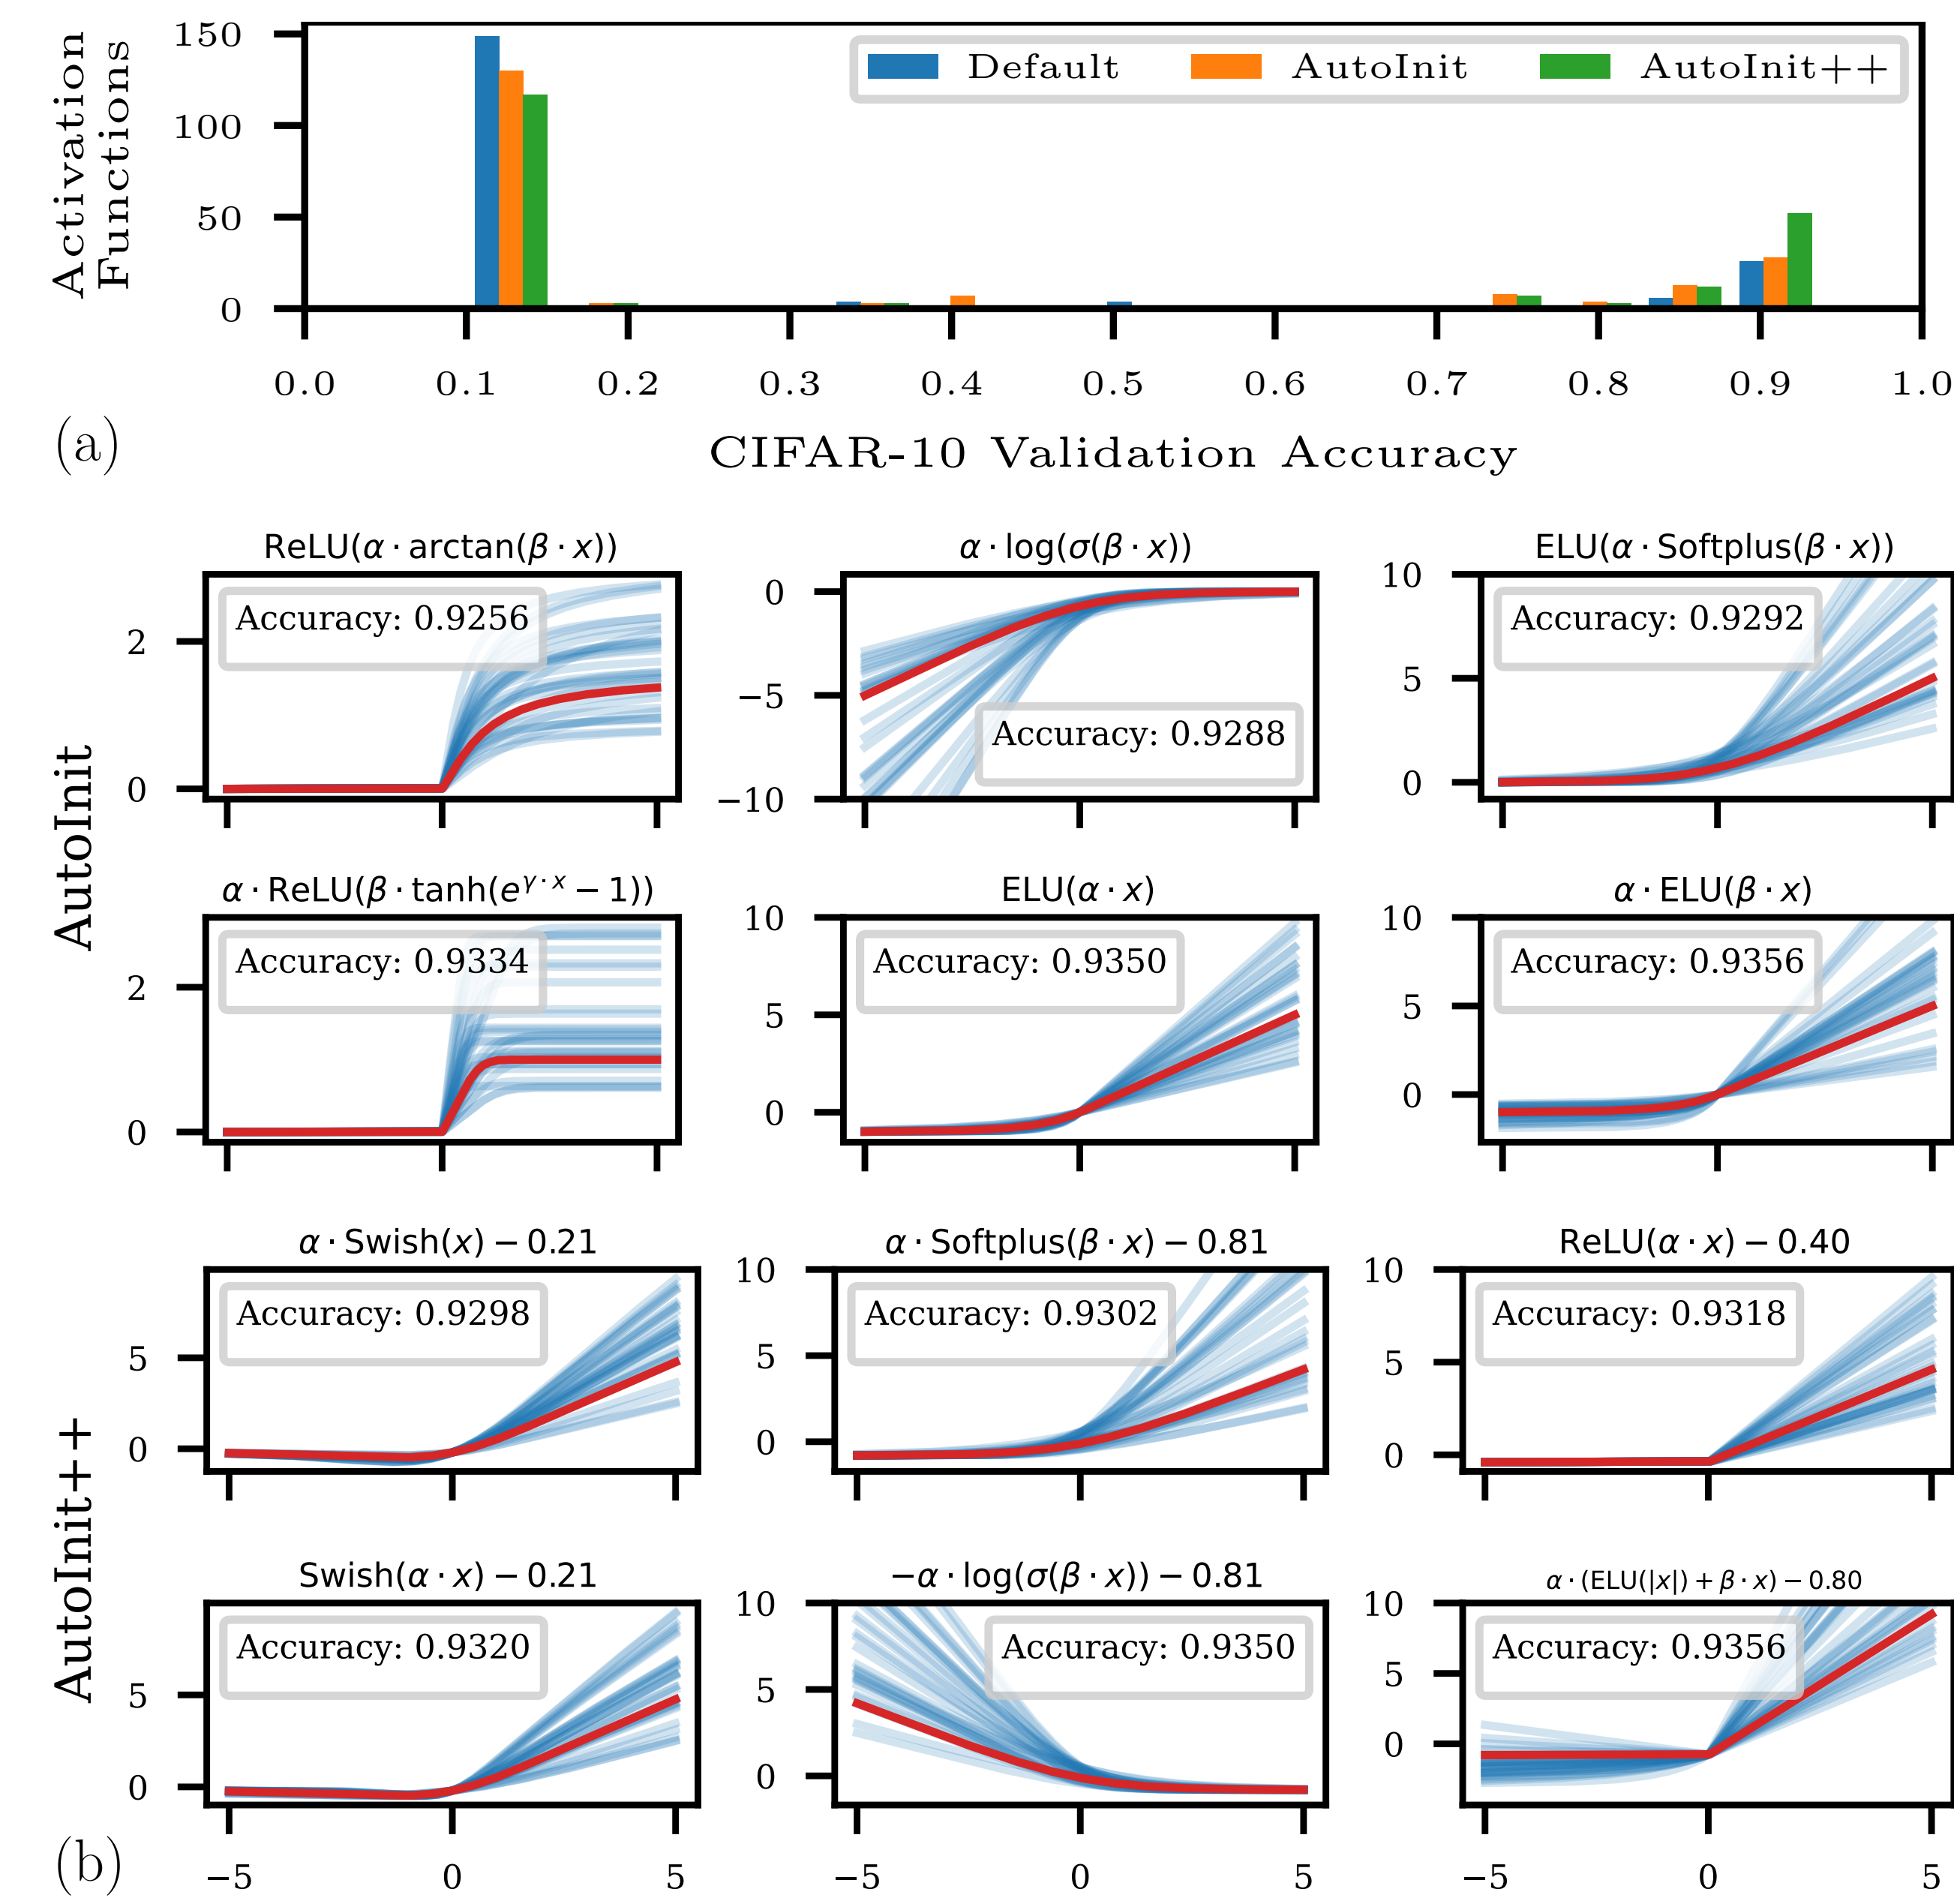 Activation
Functions
150
100
50
0
Default AutoInit AutoInit++
0.0 0.1 0.2 0.3 0.4 0.5 0.6 0.7 0.8 0.9 1.0
CIFAR-10 Validation Accuracy
(a)
AutoInit
ReLU(α · arctan(β · x))
Accuracy: 0.9256
2
0
α · log(σ(β · x))
Accuracy: 0.9288
0
−5
−10
ELU(α · Softplus(β · x))
Accuracy: 0.9292
10
5
0
α · ReLU(β · tanh(e^{γ · x} − 1))
Accuracy: 0.9334
2
0
ELU(α · x)
Accuracy: 0.9350
10
5
0
α · ELU(β · x)
Accuracy: 0.9356
10
5
0
AutoInit++
α · Swish(x) − 0.21
Accuracy: 0.9298
5
0
α · Softplus(β · x) − 0.81
Accuracy: 0.9302
10
5
0
ReLU(α · x) − 0.40
Accuracy: 0.9318
10
5
0
Swish(α · x) − 0.21
Accuracy: 0.9320
5
0
−5 0 5
−α · log(σ(β · x)) − 0.81
Accuracy: 0.9350
10
5
0
−5 0 5
α · (ELU(|x|) + β · x) − 0.80
Accuracy: 0.9356
10
5
0
−5 0 5
(b)